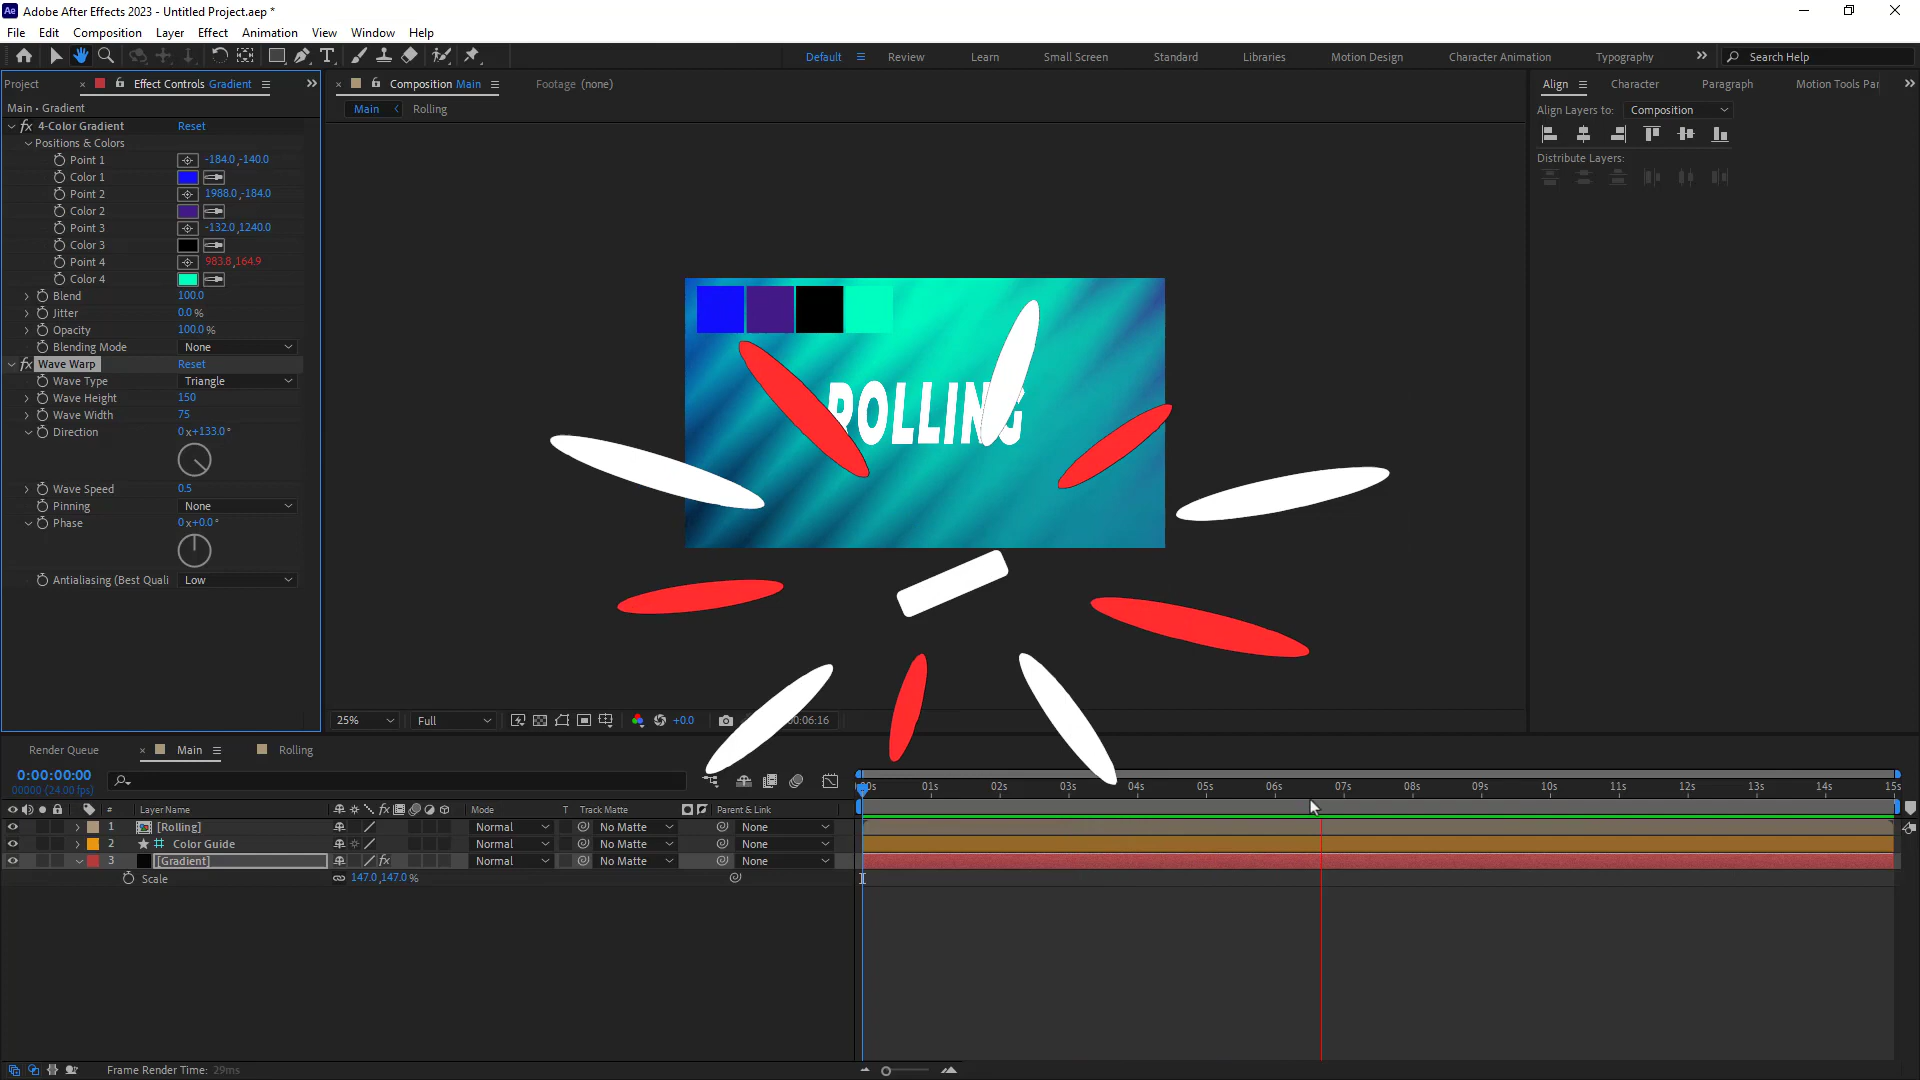 Adobe After Effects 2023 - Untitled Project.aep *
File Edit Composition Layer Effect Animation View Window Help
Default Review Learn Small Screen Standard Libraries Motion Design Character Animation Typography Search Help
Project Effect Controls Gradient
Composition Main Footage (none)
Align Character Paragraph Motion Tools Par
Main • Gradient
Main Rolling
Align Layers to: Composition
Distribute Layers:
4-Color Gradient Reset
Positions & Colors
Point 1 -184.0,-140.0
Color 1
Point 2 1988.0,-184.0
Color 2
Point 3 -132.0,1240.0
Color 3
Point 4 983.8,164.9
Color 4
Blend 100.0
Jitter 0.0 %
Opacity 100.0 %
Blending Mode None
Wave Warp Reset
Wave Type Triangle
Wave Height 150
Wave Width 75
Direction 0x+133.0°
Wave Speed 0.5
Pinning None
Phase 0x+0.0°
Antialiasing (Best Quali Low
ROLLING
25% Full +0.0 00:06:16
Render Queue Main Rolling
0:00:00:00
00000 (24.00 fps)
0s 01s 02s 03s 04s 05s 06s 07s 08s 09s 10s 11s 12s 13s 14s 15s
# Layer Name fx Mode T Track Matte Parent & Link
1 [Rolling] Normal No Matte None
2 Color Guide Normal No Matte None
3 [Gradient] fx Normal No Matte None
Scale 147.0,147.0 %
Frame Render Time: 29ms